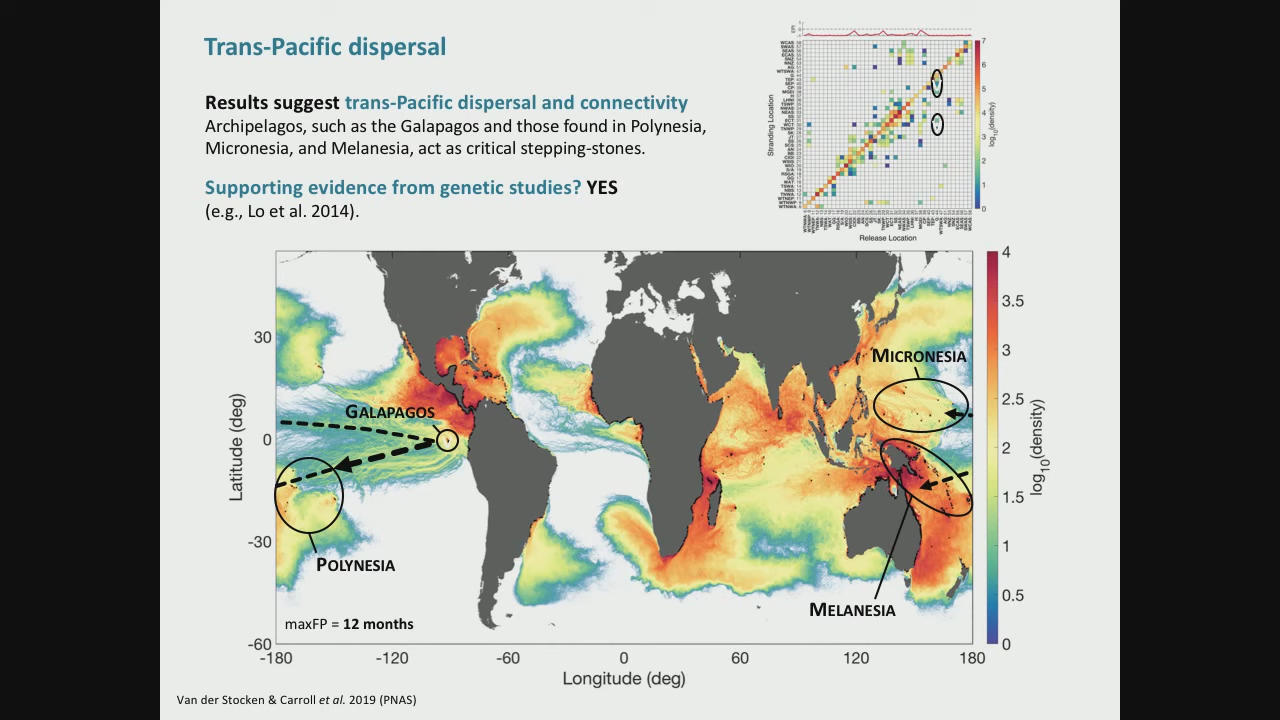 Trans-Pacific dispersal
Results suggest trans-Pacific dispersal and connectivity
Archipelagos, such as the Galapagos and those found in Polynesia,
Micronesia, and Melanesia, act as critical stepping-stones.
Supporting evidence from genetic studies? YES
(e.g., Lo et al. 2014).
Stranding Location
Release Location
7
6
5
4
3
2
1
0
log10(density)
MICRONESIA
GALAPAGOS
POLYNESIA
MELANESIA
maxFP = 12 months
30
0
-30
-60
Latitude (deg)
-180
-120
-60
0
60
120
180
Longitude (deg)
4
3.5
3
2.5
2
1.5
1
0.5
0
log10(density)
Van der Stocken & Carroll et al. 2019 (PNAS)